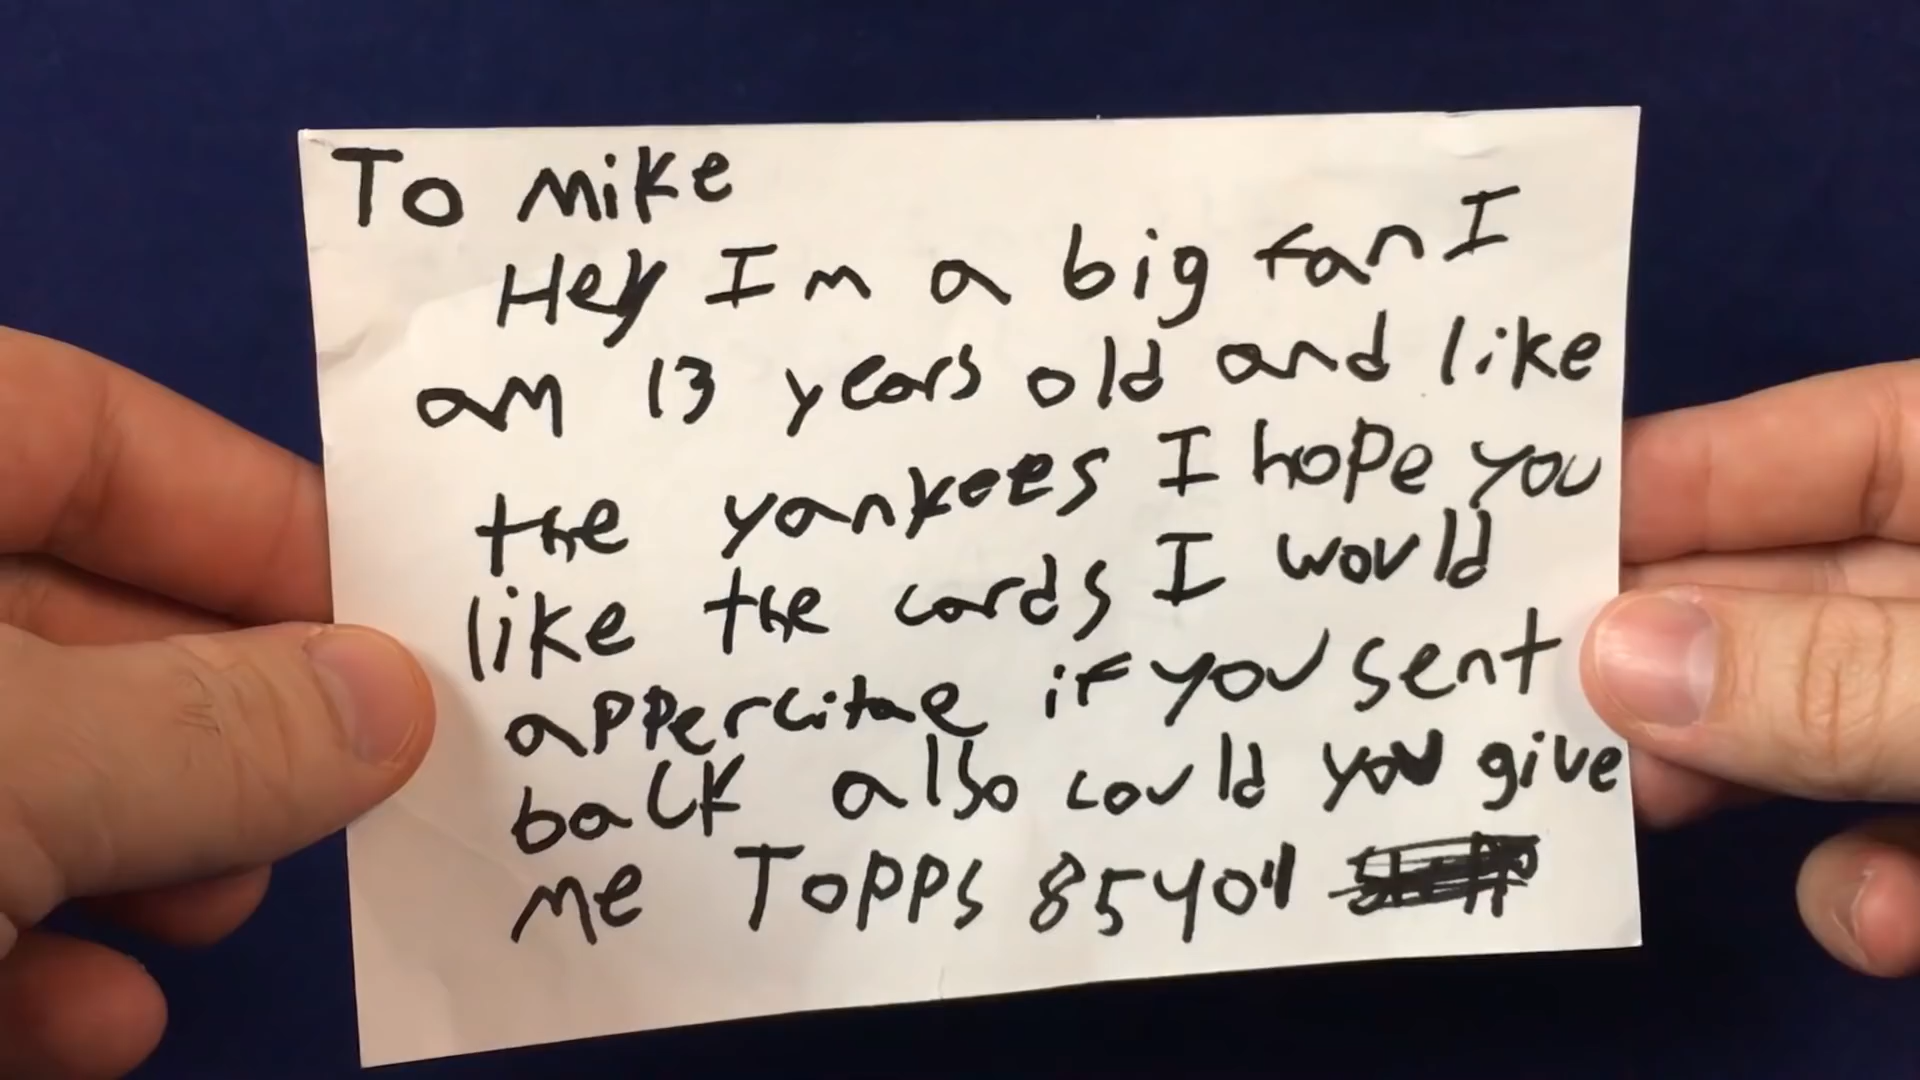 To Mike
Hey Im a big fan I
am 13 years old and like
the yankees I hope you
like the cards I would
appercitae if you sent
back also could you give
me Topps